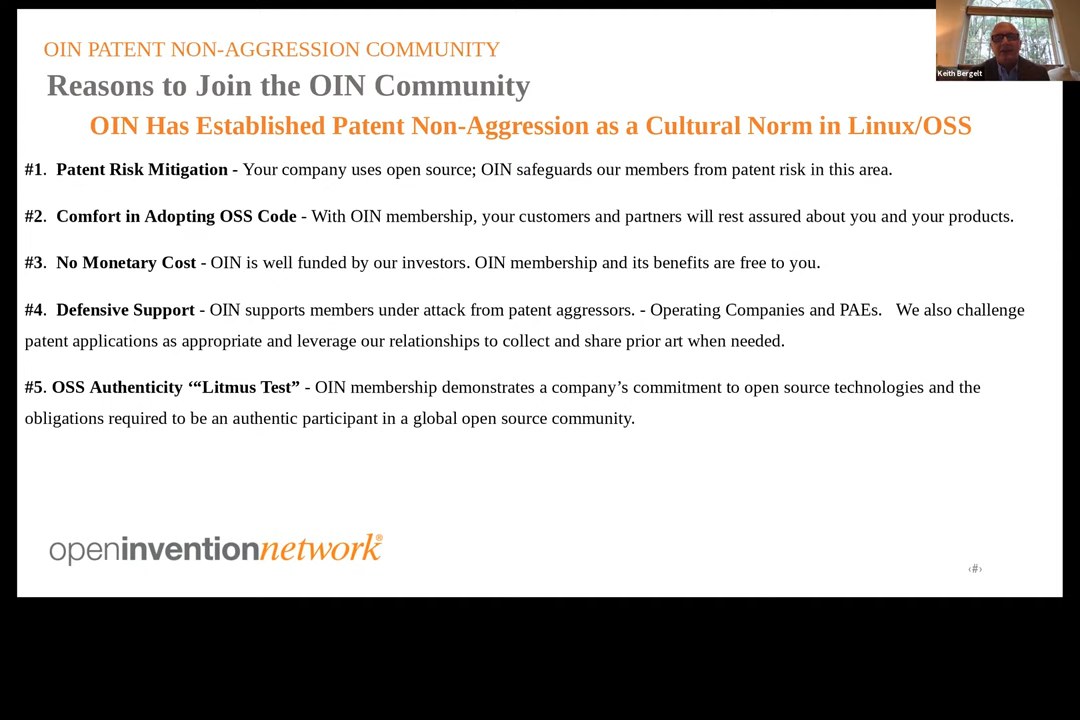 OIN PATENT NON-AGGRESSION COMMUNITY
Reasons to Join the OIN Community
OIN Has Established Patent Non-Aggression as a Cultural Norm in Linux/OSS
Keith Bergelt
#1.  Patent Risk Mitigation - Your company uses open source; OIN safeguards our members from patent risk in this area.
#2.  Comfort in Adopting OSS Code - With OIN membership, your customers and partners will rest assured about you and your products.
#3.  No Monetary Cost - OIN is well funded by our investors. OIN membership and its benefits are free to you.
#4.  Defensive Support - OIN supports members under attack from patent aggressors. - Operating Companies and PAEs.   We also challenge
patent applications as appropriate and leverage our relationships to collect and share prior art when needed.
#5. OSS Authenticity ‘“Litmus Test” - OIN membership demonstrates a company’s commitment to open source technologies and the
obligations required to be an authentic participant in a global open source community.
openinventionnetwork®
‹#›